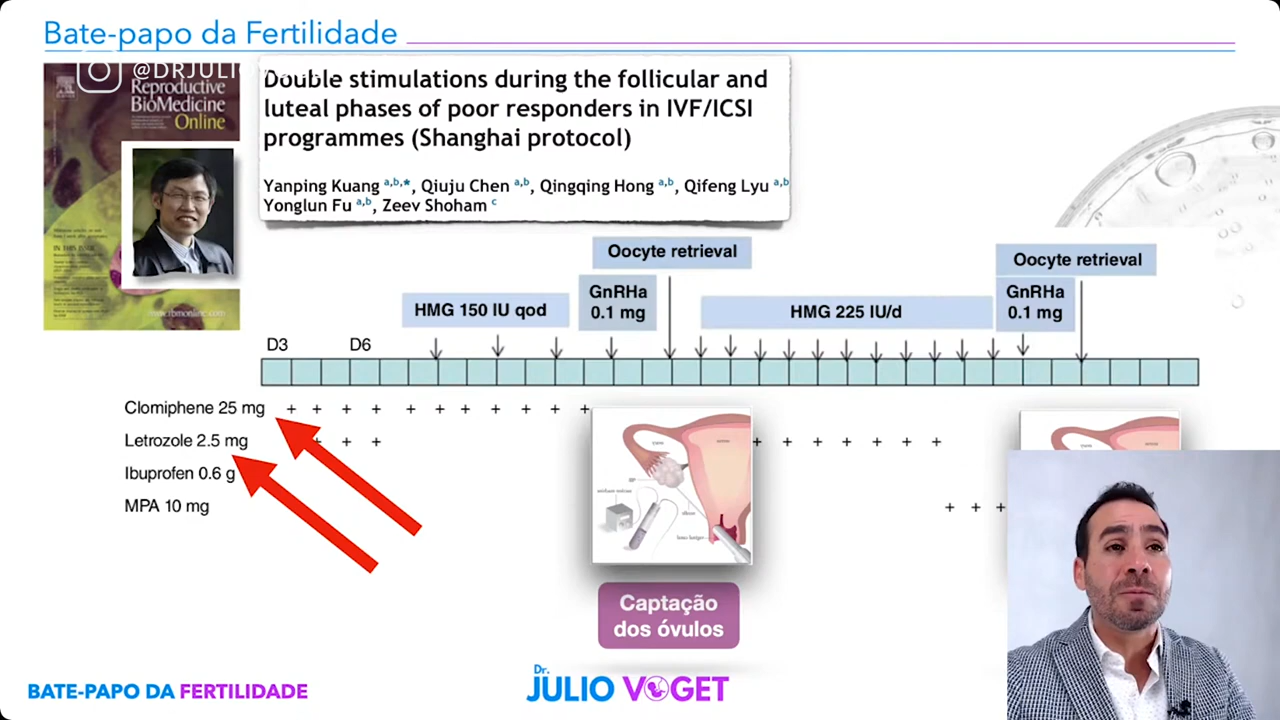 Bate-papo da Fertilidade
Reproductive
BioMedicine
Online
www.rbmonline.com
Double stimulations during the follicular and
luteal phases of poor responders in IVF/ICSI
programmes (Shanghai protocol)
Yanping Kuang a,b,*, Qiuju Chen a,b, Qingqing Hong a,b, Qifeng Lyu a,b
Yonglun Fu a,b, Zeev Shoham c
Oocyte retrieval
Oocyte retrieval
GnRHa
0.1 mg
GnRHa
0.1 mg
HMG 150 IU qod
HMG 225 IU/d
D3 D6
Clomiphene 25 mg + + + + + + + + + + +
Letrozole 2.5 mg + + + + + + + + + +
Ibuprofen 0.6 g
MPA 10 mg + + +
Captação
dos óvulos
BATE-PAPO DA FERTILIDADE
Dr.
JULIO VOGET